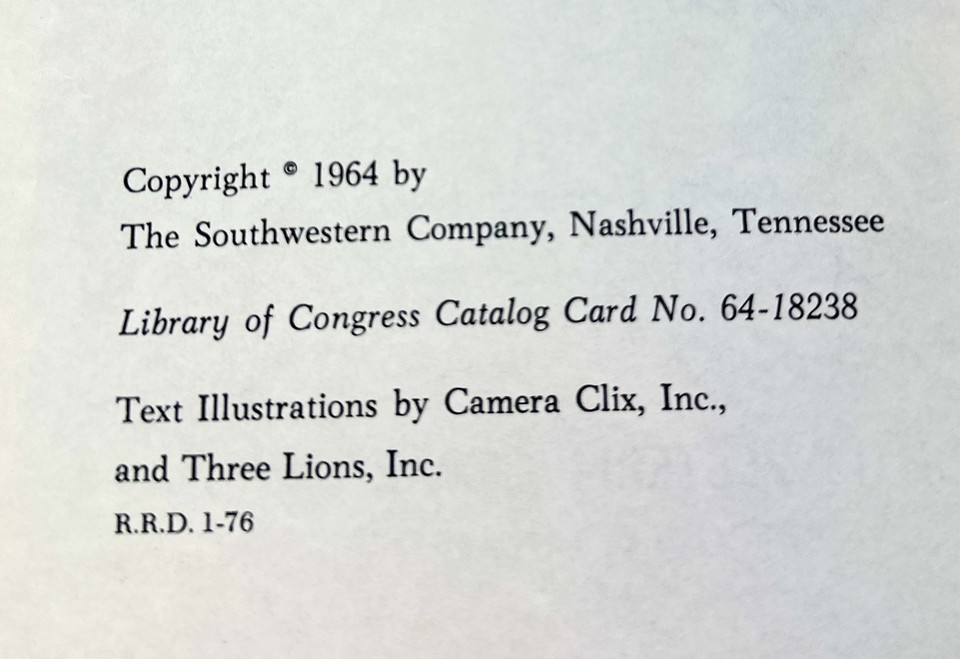 Copyright © 1964 by
The Southwestern Company, Nashville, Tennessee
Library of Congress Catalog Card No. 64-18238
Text Illustrations by Camera Clix, Inc.,
and Three Lions, Inc.
R.R.D. 1-76